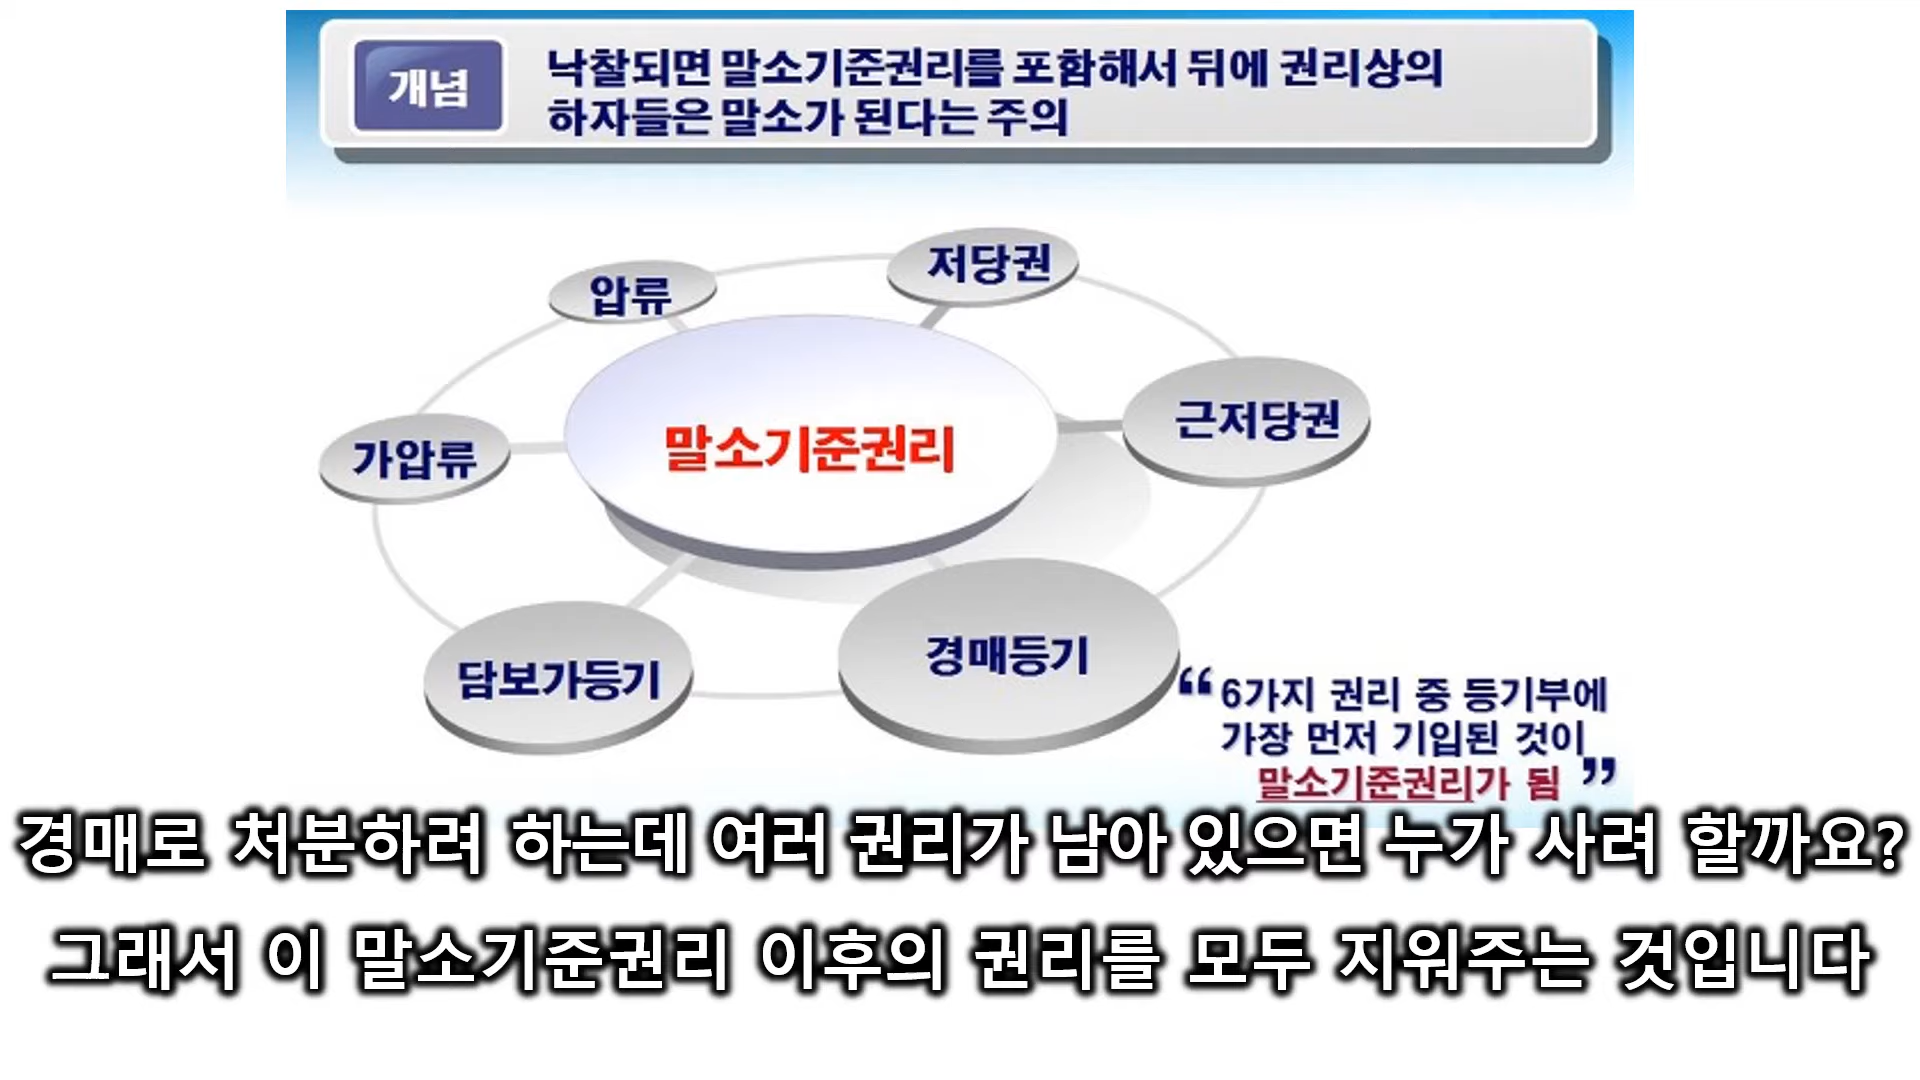 개념
낙찰되면 말소기준권리를 포함해서 뒤에 권리상의
하자들은 말소가 된다는 주의
저당권
압류
근저당권
말소기준권리
가압류
경매등기
담보가등기
“ 6가지 권리 중 등기부에
가장 먼저 기입된 것이
말소기준권리가 됨 ”
경매로 처분하려 하는데 여러 권리가 남아 있으면 누가 사려 할까요?
그래서 이 말소기준권리 이후의 권리를 모두 지워주는 것입니다